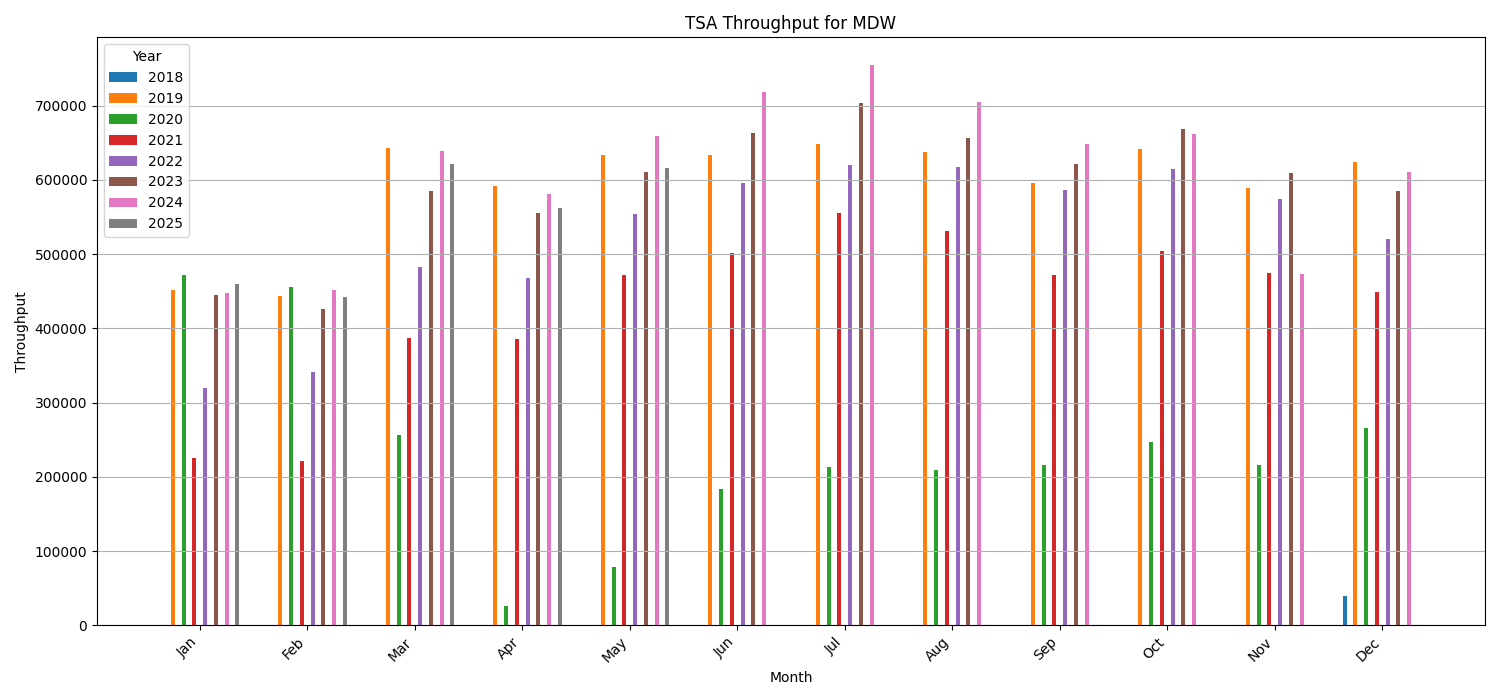 TSA Throughput for MDW
Year
2018
2019
2020
2021
2022
2023
2024
2025
Throughput
700000
600000
500000
400000
300000
200000
100000
0
Jan
Feb
Mar
Apr
May
Jun
Jul
Aug
Sep
Oct
Nov
Dec
Month